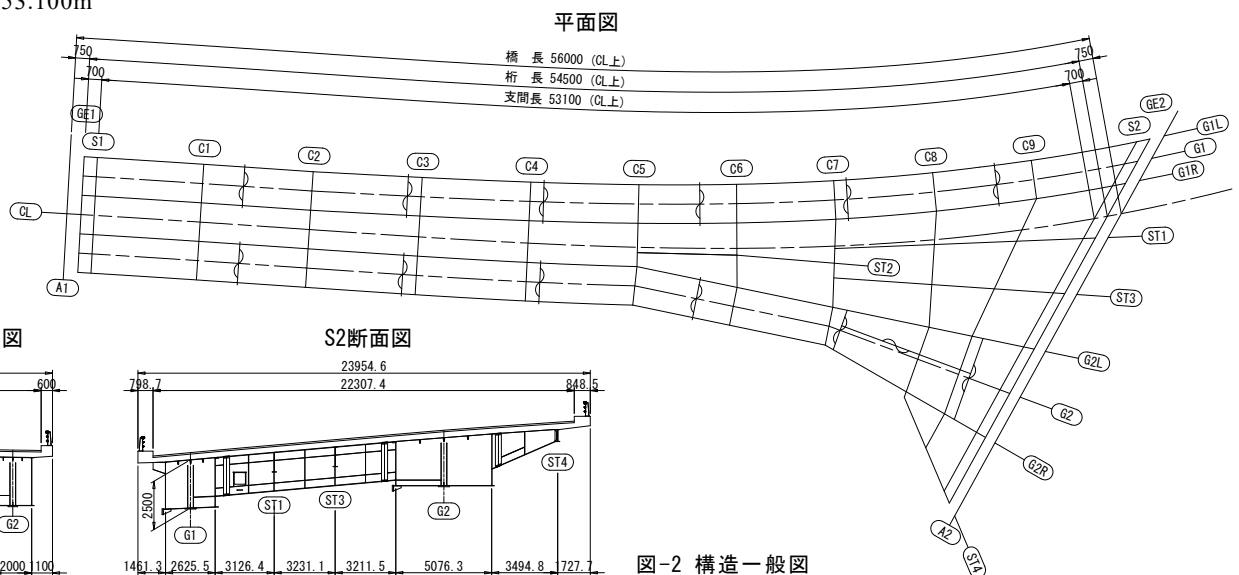 53.100m
平面図
750
橋 長 56000 (CL上)
750
700
桁 長 54500 (CL上)
700
支間長 53100 (CL上)
GE1
S1
C1
C2
C3
C4
C5
C6
C7
C8
C9
S2
GE2
G1L
G1
G1R
CL
A1
ST1
ST2
ST3
G2L
G2
G2R
A2
ST4
図
600
G2
2000
1100
S2断面図
23954.6
798.7
22307.4
848.5
2500
G1
ST1
ST3
G2
ST4
1461.3
2625.5
3126.4
3231.1
3211.5
5076.3
3494.8
1727.7
図-2 構造一般図